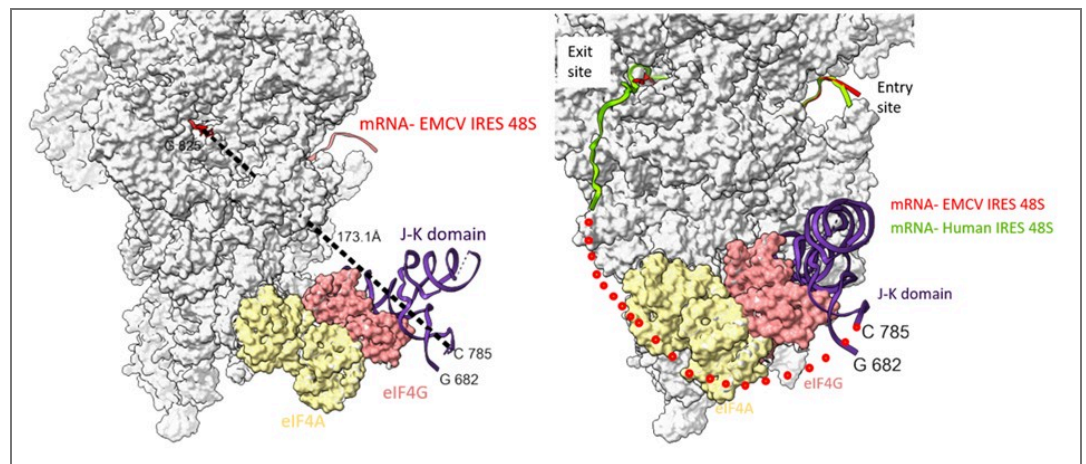 G 825
mRNA- EMCV IRES 48S
173.1Å
J-K domain
C 785
G 682
eIF4G
eIF4A
Exit
site
Entry
site
mRNA- EMCV IRES 48S
mRNA- Human IRES 48S
J-K domain
C 785
G 682
eIF4G
eIF4A